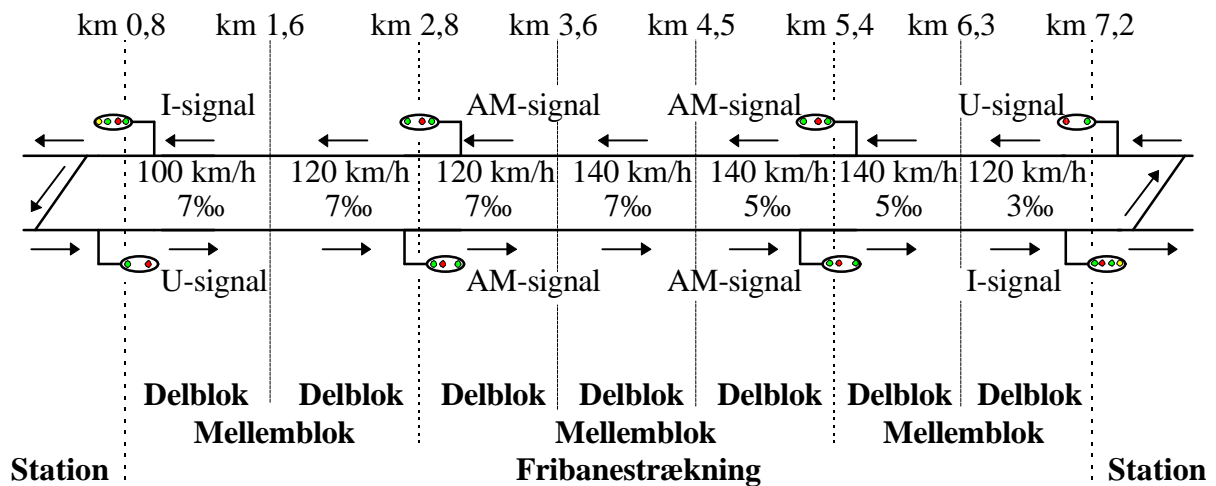 km 0,8 km 1,6 km 2,8 km 3,6 km 4,5 km 5,4 km 6,3 km 7,2
I-signal AM-signal AM-signal U-signal
100 km/h 120 km/h 120 km/h 140 km/h 140 km/h 140 km/h 120 km/h
7‰ 7‰ 7‰ 7‰ 5‰ 5‰ 3‰
U-signal AM-signal AM-signal I-signal
Delblok Delblok Delblok Delblok Delblok Delblok Delblok
Mellemblok Mellemblok Mellemblok
Station Fribanestrækning Station